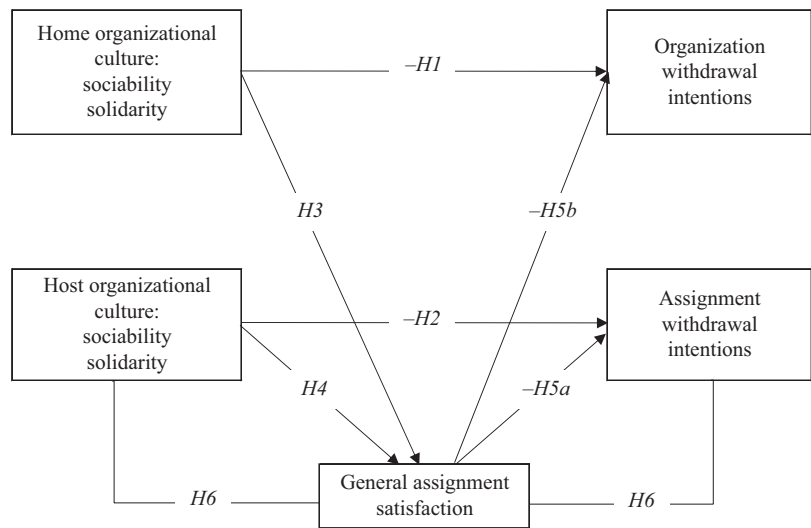 Home organizational
culture:
sociability
solidarity
–H1
Organization
withdrawal
intentions
H3
–H5b
Host organizational
culture:
sociability
solidarity
–H2
Assignment
withdrawal
intentions
H4
–H5a
General assignment
satisfaction
H6
H6